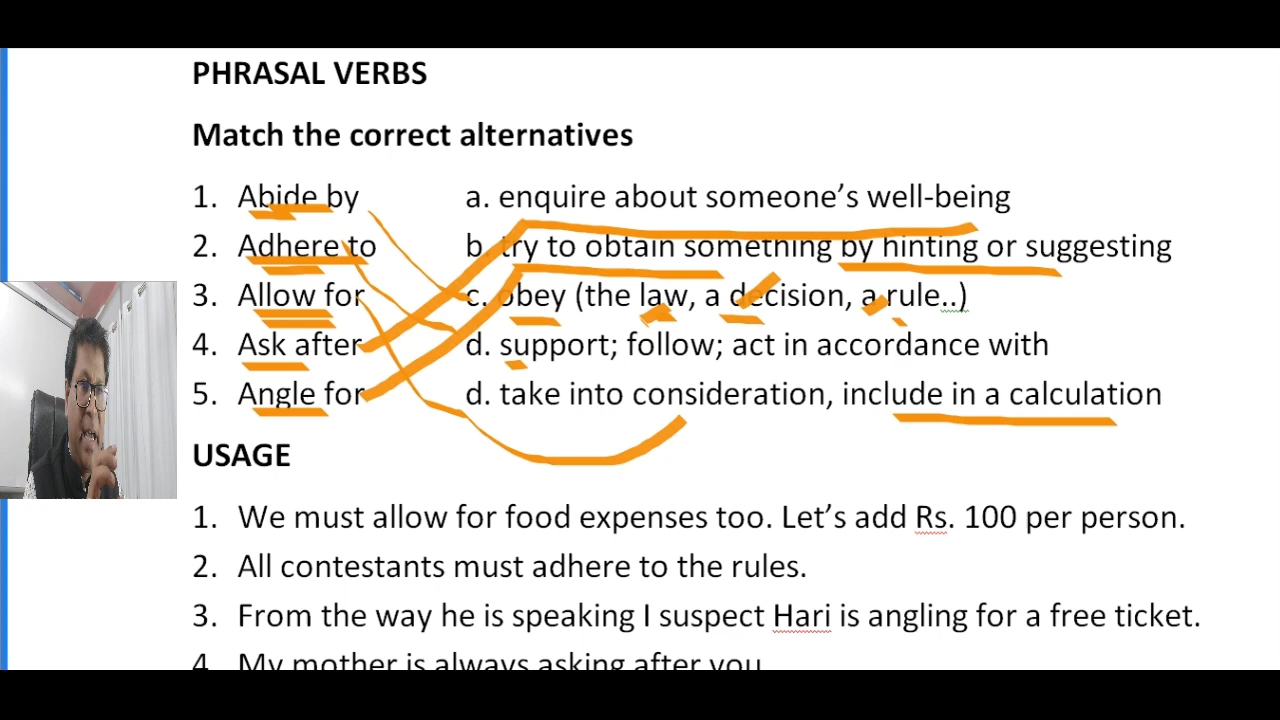 PHRASAL VERBS
Match the correct alternatives
1. Abide by a. enquire about someone’s well-being
2. Adhere to b. try to obtain something by hinting or suggesting
3. Allow for c. obey (the law, a decision, a rule..)
4. Ask after d. support; follow; act in accordance with
5. Angle for d. take into consideration, include in a calculation
USAGE
1. We must allow for food expenses too. Let’s add Rs. 100 per person.
2. All contestants must adhere to the rules.
3. From the way he is speaking I suspect Hari is angling for a free ticket.
4. My mother is always asking after you